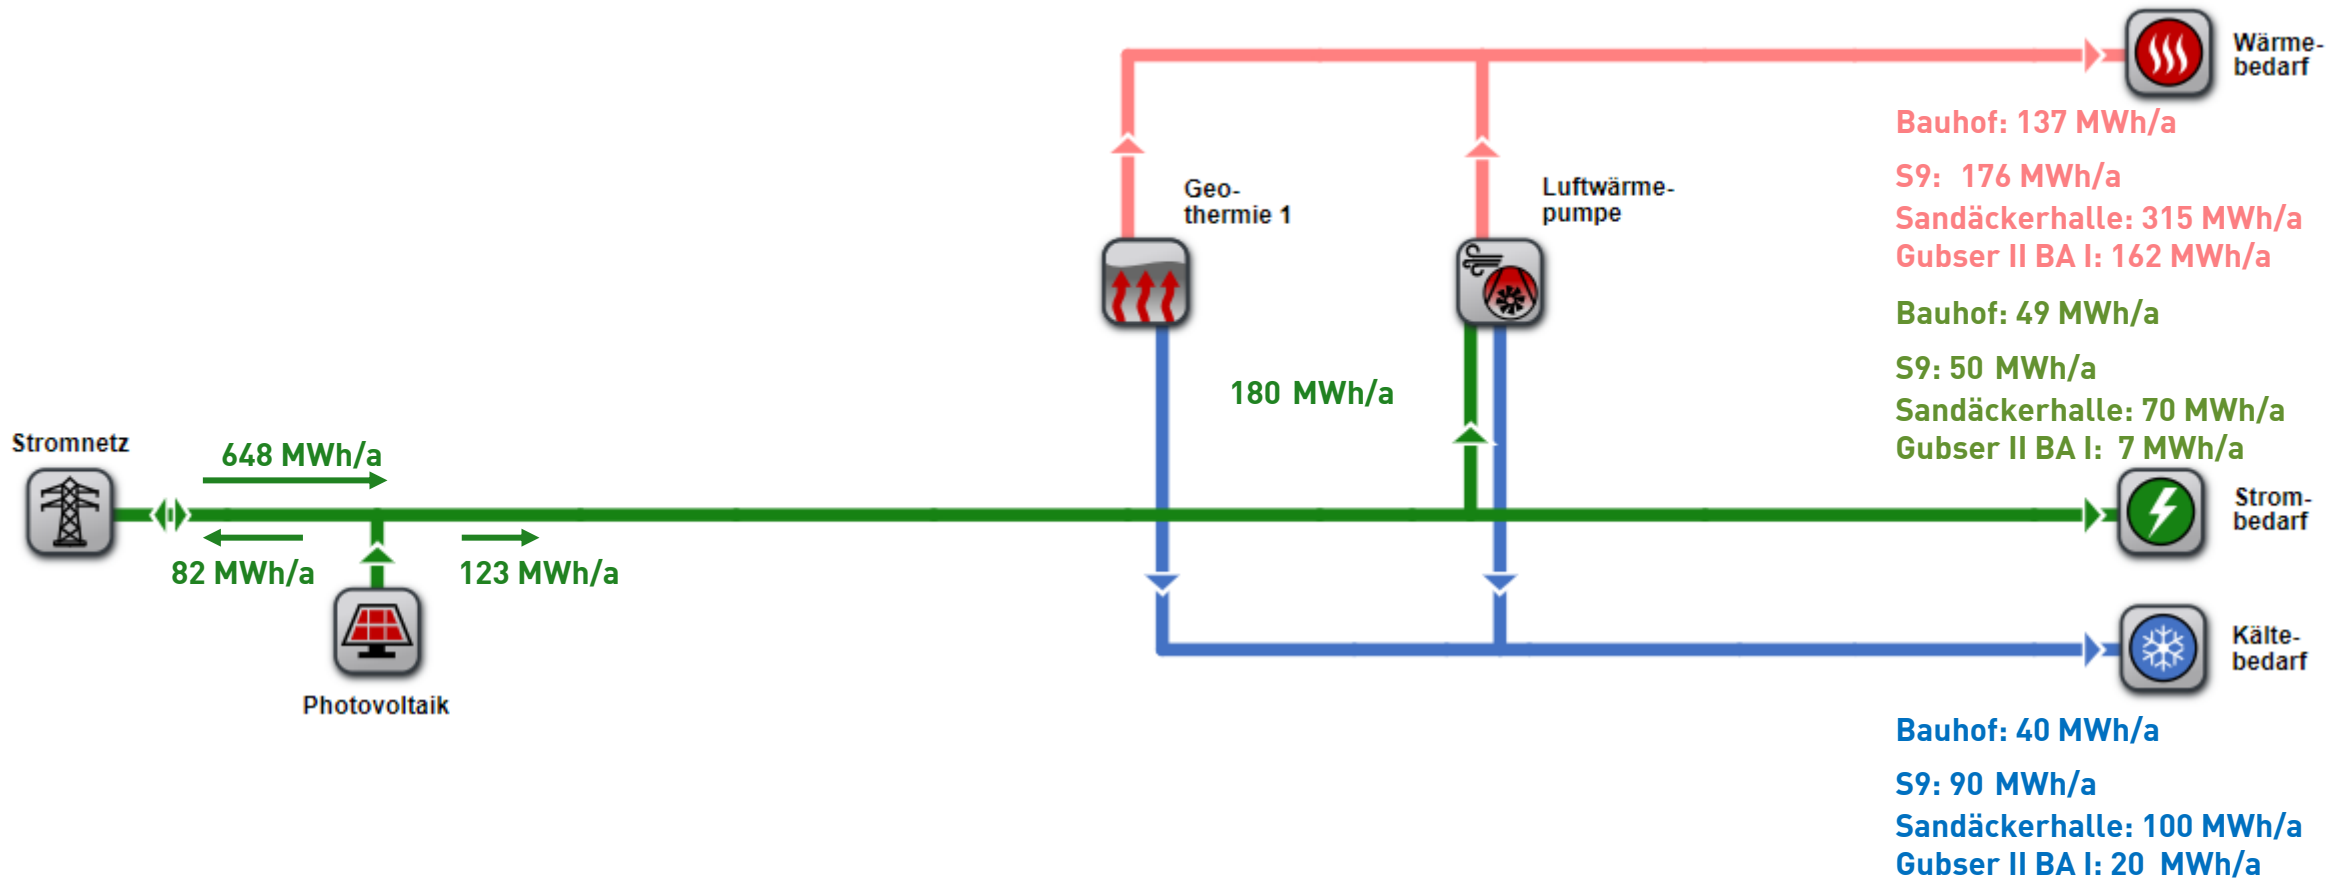 Wärme-
bedarf
Bauhof: 137 MWh/a
S9: 176 MWh/a
Sandäckerhalle: 315 MWh/a
Gubser II BA I: 162 MWh/a
Geo-
thermie 1
Luftwärme-
pumpe
Bauhof: 49 MWh/a
S9: 50 MWh/a
Sandäckerhalle: 70 MWh/a
Gubser II BA I: 7 MWh/a
180 MWh/a
Stromnetz
648 MWh/a
82 MWh/a
123 MWh/a
Strom-
bedarf
Photovoltaik
Kälte-
bedarf
Bauhof: 40 MWh/a
S9: 90 MWh/a
Sandäckerhalle: 100 MWh/a
Gubser II BA I: 20 MWh/a